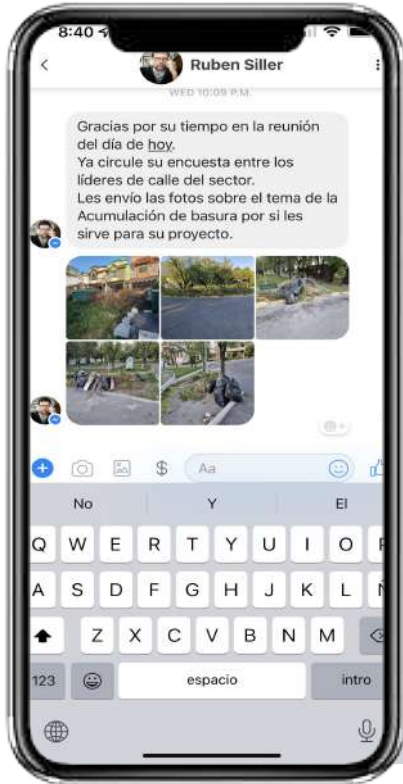 8:40
Ruben Siller
WED 10:09 P.M.
Gracias por su tiempo en la reunión
del día de hoy.
Ya circule su encuesta entre los
líderes de calle del sector.
Les envío las fotos sobre el tema de la
Acumulación de basura por si les
sirve para su proyecto.
$ Aa
No Y El
Q W E R T Y U I O P
A S D F G H J K L Ñ
Z X C V B N M
123 espacio intro